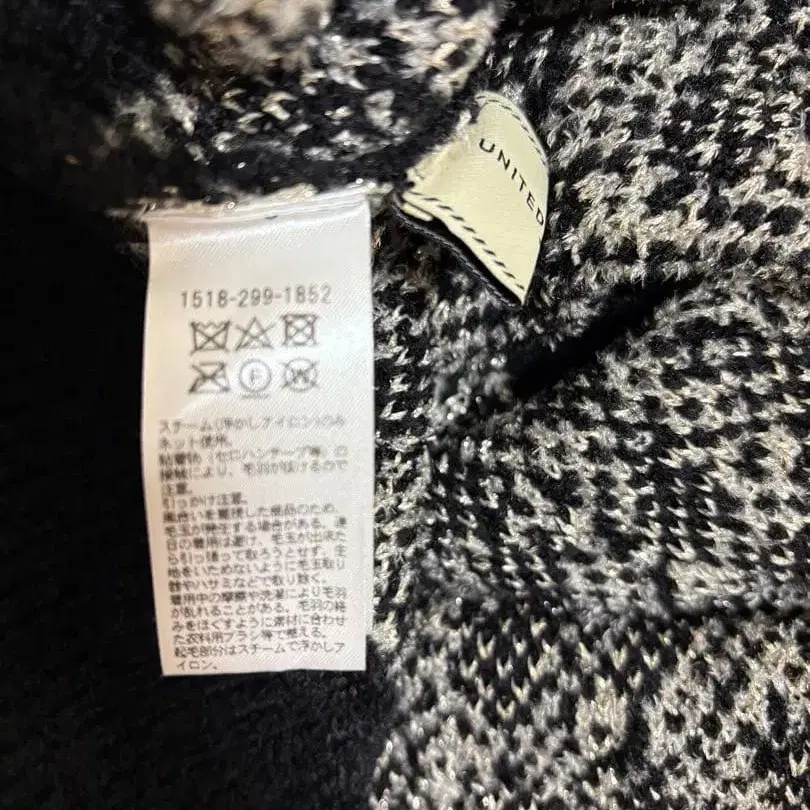 UNITED
1518-299-1852
F
W
スチーム(浮かしアイロン)のみ
ネット使用。
粘着物(セロハンテープ等)の
接触により、毛羽が抜けるので
注意。
引っかけ注意。
風合いを重視した商品のため、
毛玉が発生する場合がある。連
日の着用は避け、毛玉が出来た
ら引っ張って取ろうとせず、生
地をいためないように毛玉取り
器やハサミなどで取り除く。
着用中の摩擦や洗濯により毛羽
が乱れることがある。毛羽の絡
みをほぐすように素材に合わせ
た衣料用ブラシ等で整える。
起毛部分はスチームで浮かしア
イロン。